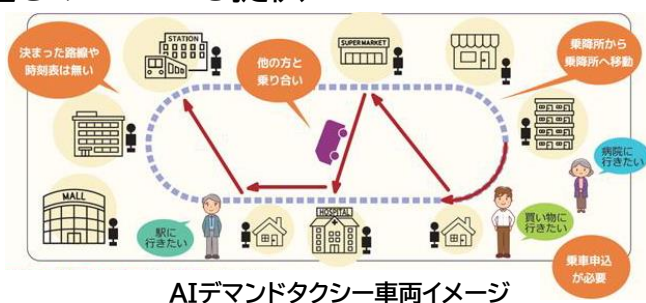 決まった路線や
時刻表は無い
STATION
他の方と
乗り合い
SUPER MARKET
乗降所から
乗降所へ移動
病院に
行きたい
MALL
駅に
行きたい
HOSPITAL
買い物に
行きたい
乗車申込
が必要
AIデマンドタクシー車両イメージ